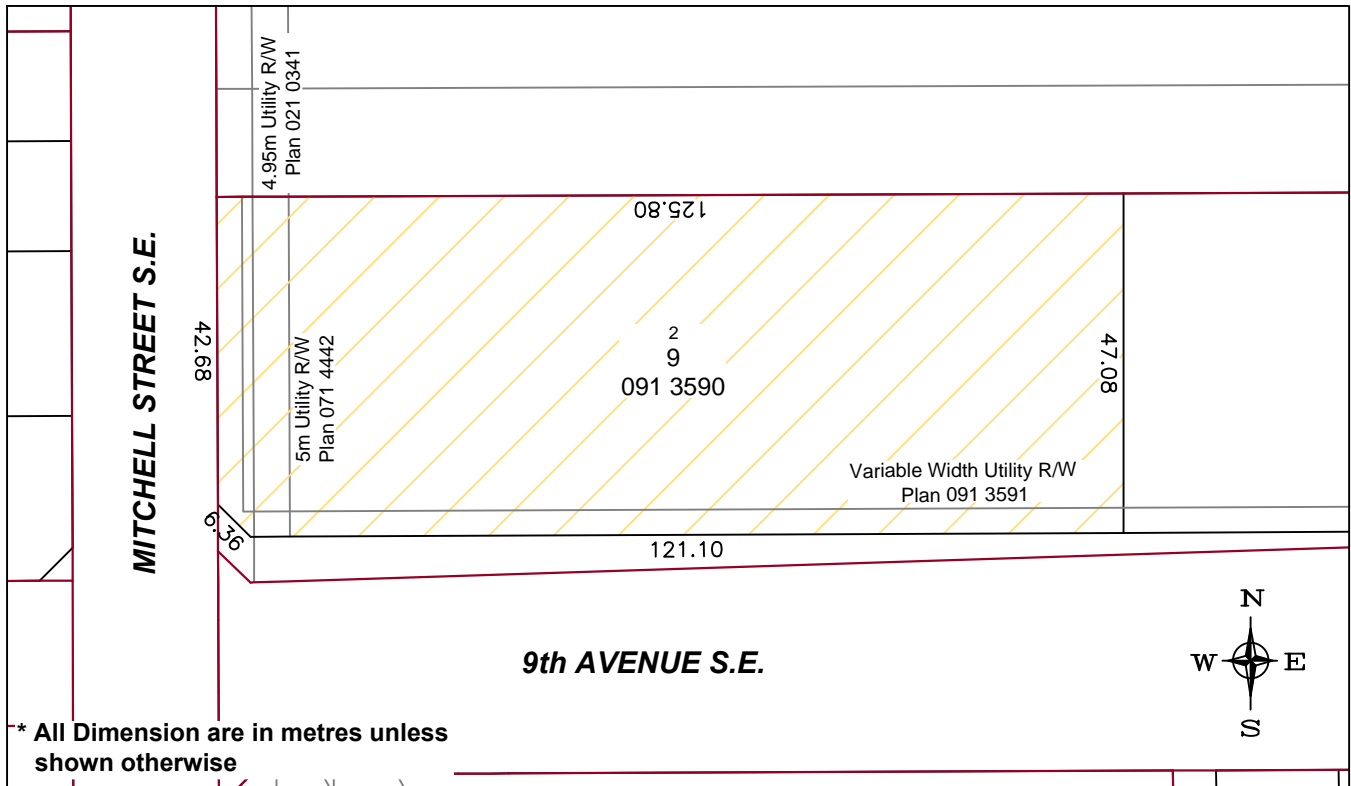 4.95m Utility R/W
Plan 021 0341
125.80
MITCHELL STREET S.E.
42.68
5m Utility R/W
Plan 071 4442
2
9
091 3590
47.08
Variable Width Utility R/W
Plan 091 3591
6.36
121.10
9th AVENUE S.E.
N
W E
S
* All Dimension are in metres unless
shown otherwise